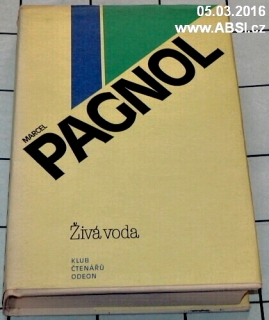 05.03.2016
www.ABSI.cz
MARCEL
PAGNOL
Živá voda
KLUB
ČTENÁŘŮ
ODEON